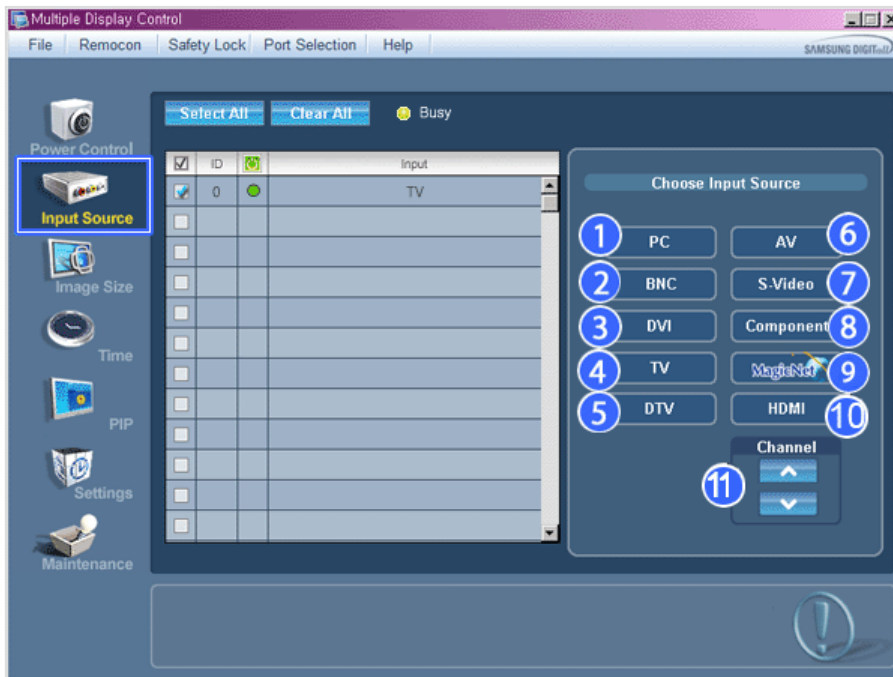 Multiple Display Control
File Remocon Safety Lock Port Selection Help
SAMSUNG DIGITall
Select All Clear All Busy
Power Control
Input Source
Image Size
Time
PIP
Settings
Maintenance
ID Input
0 TV
Choose Input Source
1 PC AV 6
2 BNC S-Video 7
3 DVI Component 8
4 TV MagicNet 9
5 DTV HDMI 10
Channel
11